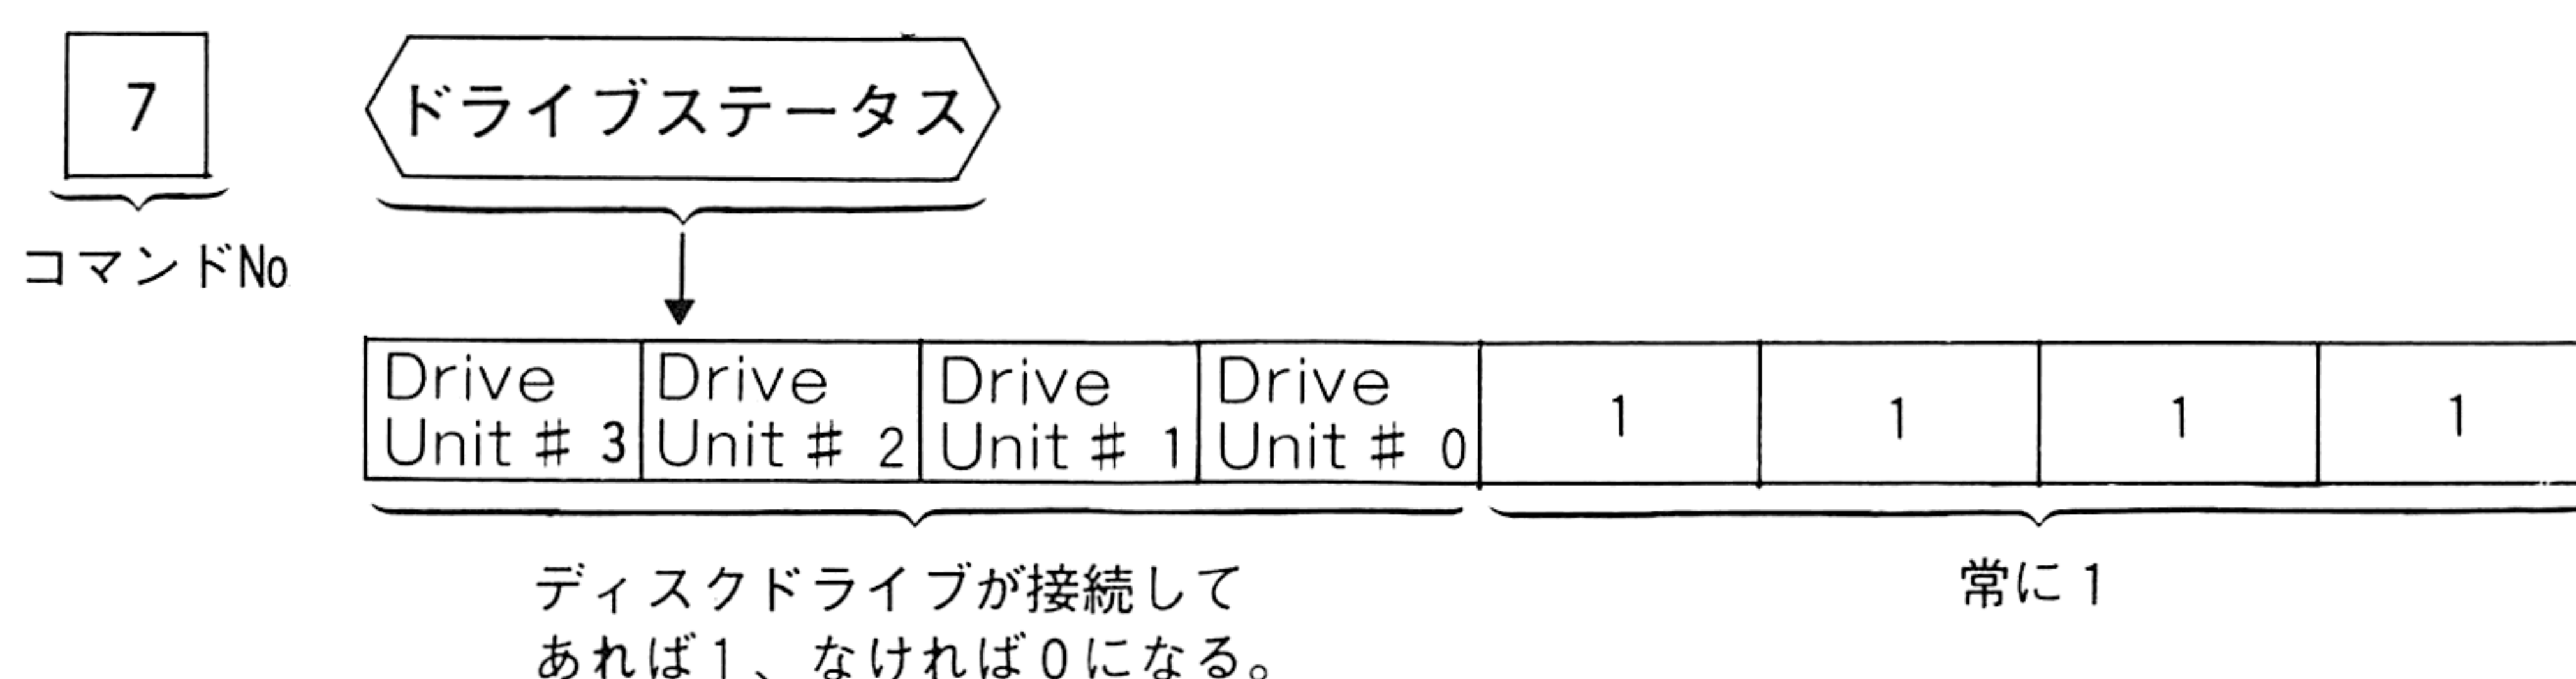 7 ドライブステータス
コマンドNo
Drive Drive Drive Drive 1 1 1 1
Unit # 3 Unit # 2 Unit # 1 Unit # 0
ディスクドライブが接続して 常に1
あれば1、なければ0になる。